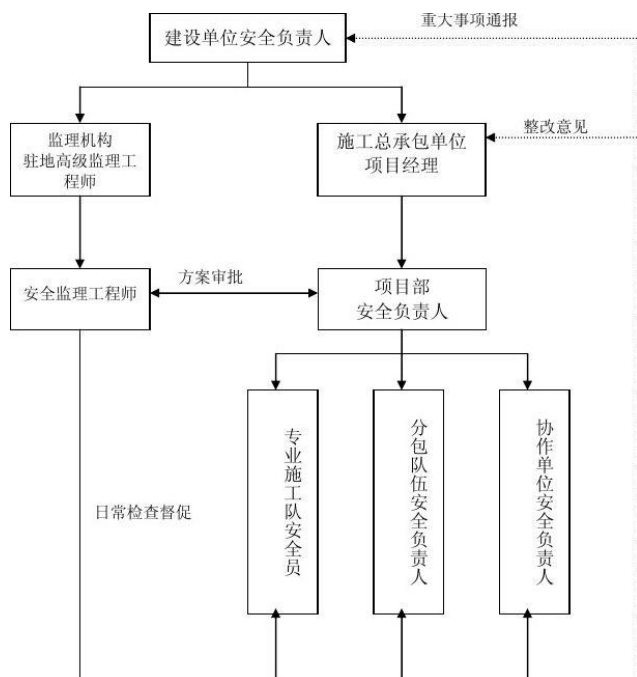 重大事项通报
建设单位安全负责人
整改意见
监理机构
驻地高级监理工
程师
施工总承包单位
项目经理
方案审批
安全监理工程师
项目部
安全负责人
专业施工队安全员
分包队伍安全负责人
协作单位安全负责人
日常检查督促